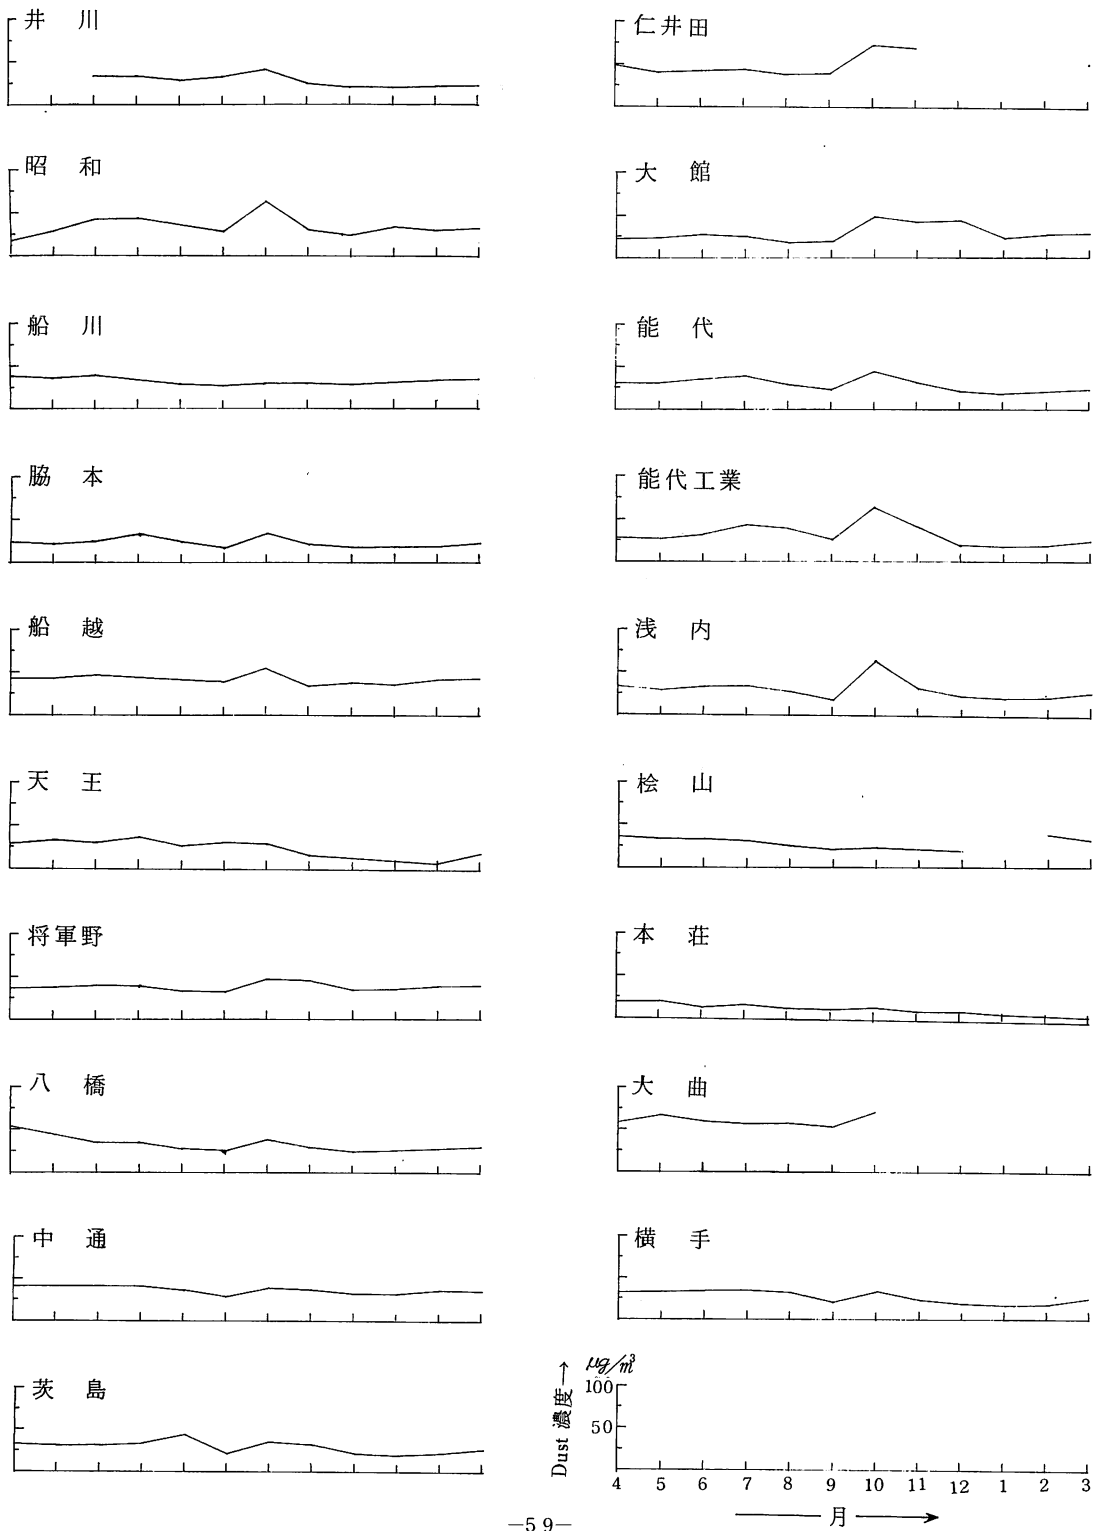 井川
昭和
船川
脇本
船越
天王
将軍野
八橋
中通
茨島
仁井田
大館
能代
能代工業
浅内
桧山
本荘
大曲
横手
μg/m³
100
50
Dust 濃度→
4 5 6 7 8 9 10 11 12 1 2 3
月
—59—